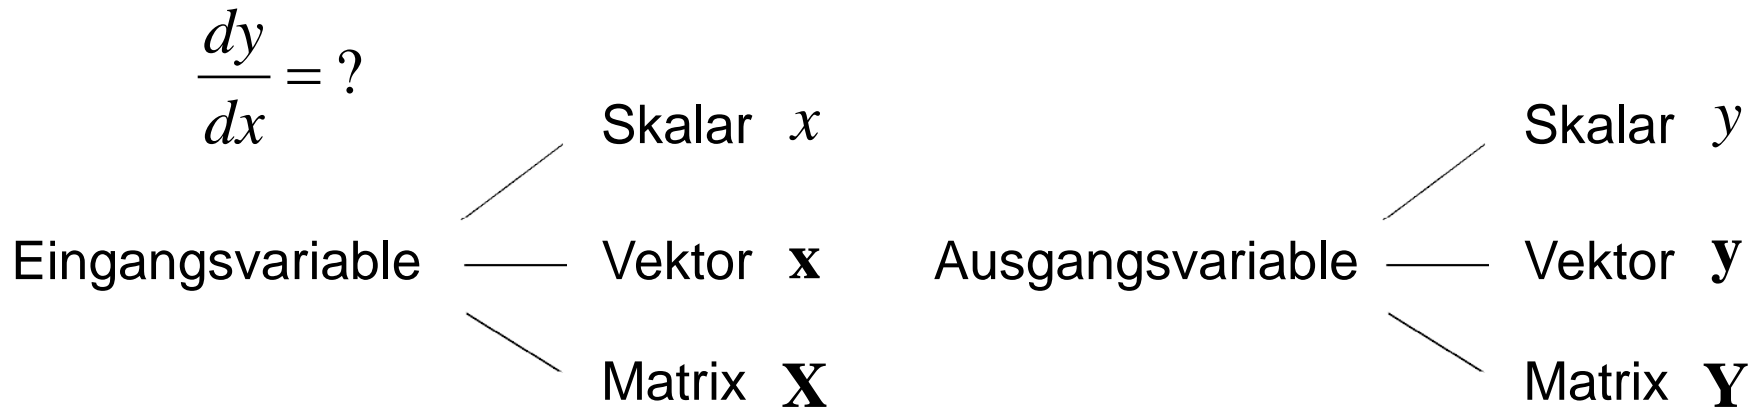 dy/dx = ?
Skalar x
Eingangsvariable Vektor x
Matrix X
Skalar y
Ausgangsvariable Vektor y
Matrix Y